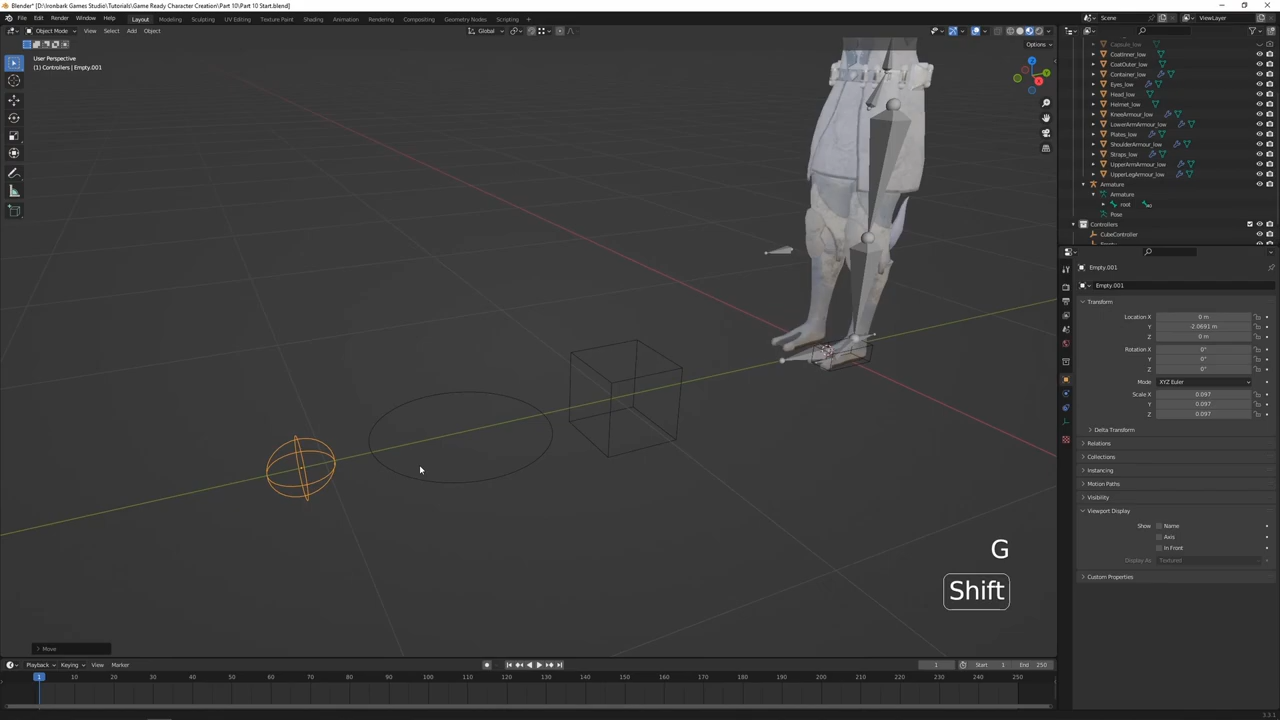 Blender* [D:\Ironbark Games Studio\Tutorials\Game Ready Character Creation\Part 10\Part 10 Start.blend]
File Edit Render Window Help Layout Modeling Sculpting UV Editing Texture Paint Shading Animation Rendering Compositing Geometry Nodes Scripting Scene ViewLayer
Object Mode View Select Add Object Global
Options
User Perspective
(1) Controllers | Empty.001
Capsule_low
CoatInner_low
CoatOuter_low
Container_low
Eyes_low
Head_low
Helmet_low
KneeArmour_low
LowerArmArmour_low
Plates_low
ShoulderArmour_low
Straps_low
UpperArmArmour_low
UpperLegArmour_low
Armature
Armature
root
Pose
Controllers
CubeController
Empty.001
Empty.001
Transform
Location X 0 m
Y -2.0691 m
Z 0 m
Rotation X 0°
Y 0°
Z 0°
Mode XYZ Euler
Scale X 0.097
Y 0.097
Z 0.097
Delta Transform
Relations
Collections
Instancing
Motion Paths
Visibility
Viewport Display
Show Name
Axis
In Front
Display As Textured
Custom Properties
G
Shift
Move
Playback Keying View Marker 1 Start 1 End 250
1 10 20 30 40 50 60 70 80 90 100 110 120 130 140 150 160 170 180 190 200 210 220 230 240 250
3.3.1